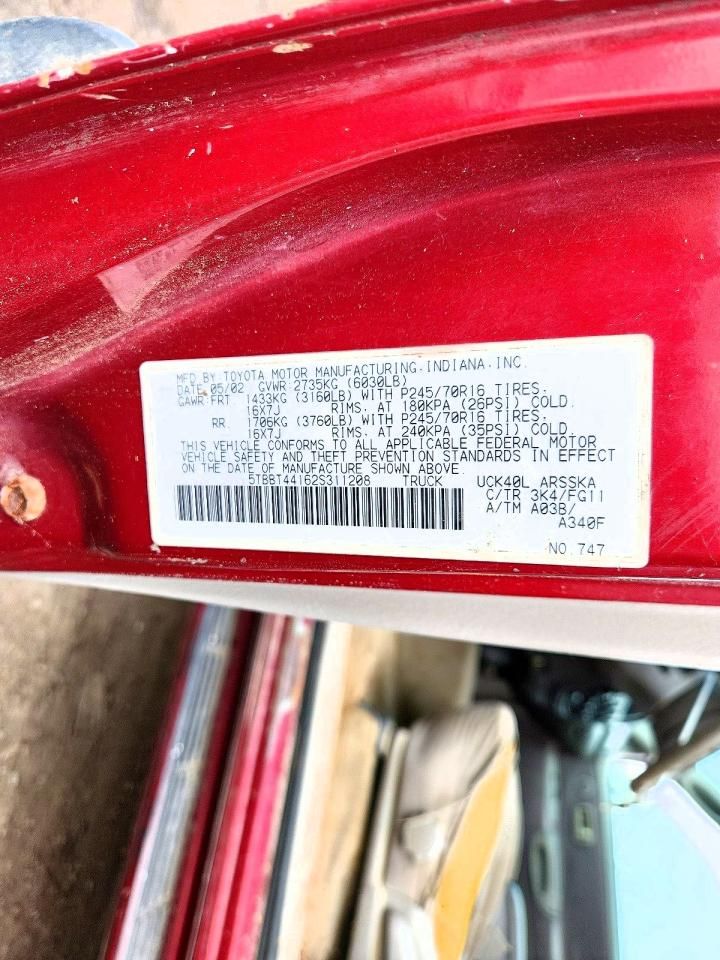 MFD BY TOYOTA MOTOR MANUFACTURING, INDIANA, INC.
DATE 05/02 GVWR 2735KG (6030LB)
GAWR:FRT. 1433KG (3160LB) WITH P245/70R16 TIRES.
16X7J RIMS. AT 180KPA (26PSI) COLD.
RR. 1706KG (3760LB) WITH P245/70R16 TIRES.
16X7J RIMS. AT 240KPA (35PSI) COLD.
THIS VEHICLE CONFORMS TO ALL APPLICABLE FEDERAL MOTOR
VEHICLE SAFETY AND THEFT PREVENTION STANDARDS IN EFFECT
ON THE DATE OF MANUFACTURE SHOWN ABOVE.
5TBBT44162S311208 TRUCK UCK40L ARSSKA
C/TR 3K4/FG11
A/TM A03B/
A340F
NO. 747